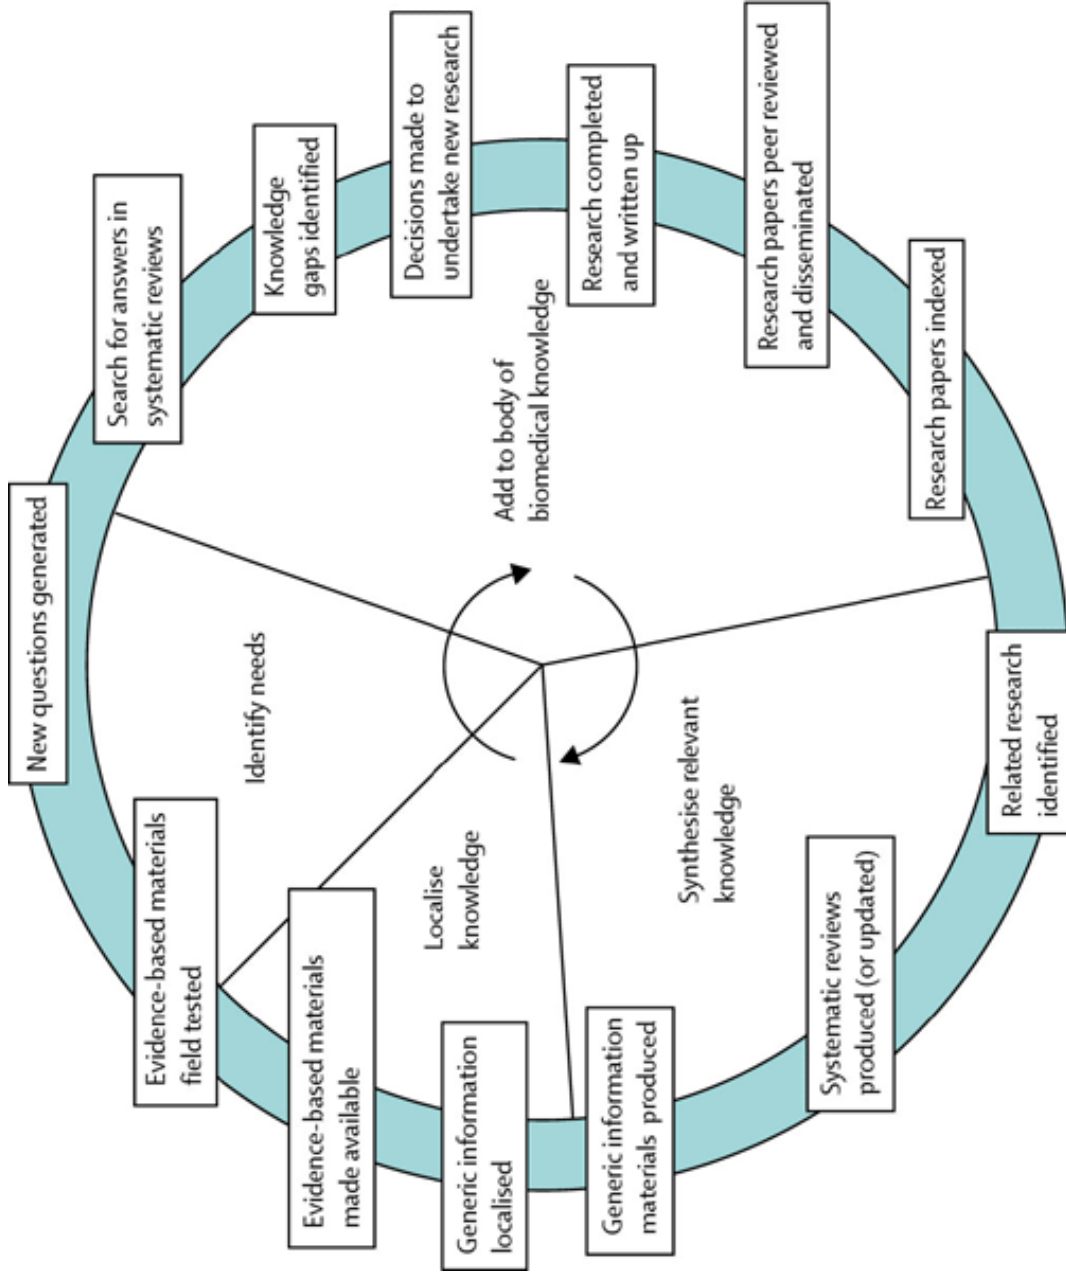 New questions generated
Search for answers in
systematic reviews
Knowledge
gaps identified
Decisions made to
undertake new research
Research completed
and written up
Research papers peer reviewed
and disseminated
Research papers indexed
Related research
identified
Systematic reviews
produced (or updated)
Generic information
materials produced
Generic information
localised
Evidence-based materials
made available
Evidence-based materials
field tested
Identify needs
Add to body of
biomedical knowledge
Synthesise relevant
knowledge
Localise
knowledge